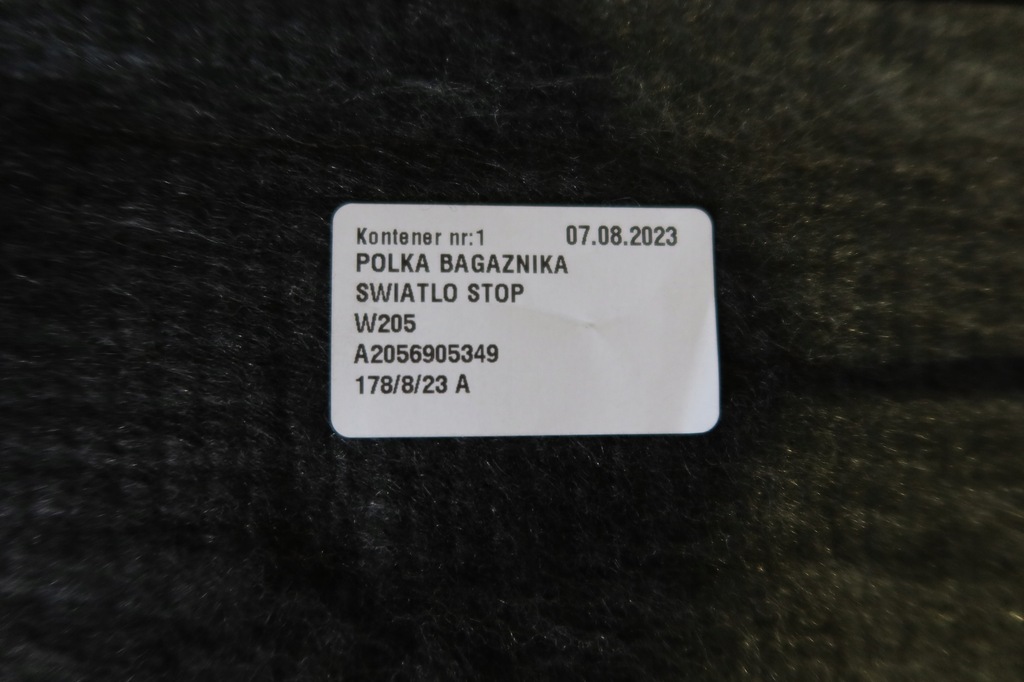 Kontener nr:1 07.08.2023
POLKA BAGAZNIKA
SWIATLO STOP
W205
A2056905349
178/8/23 A